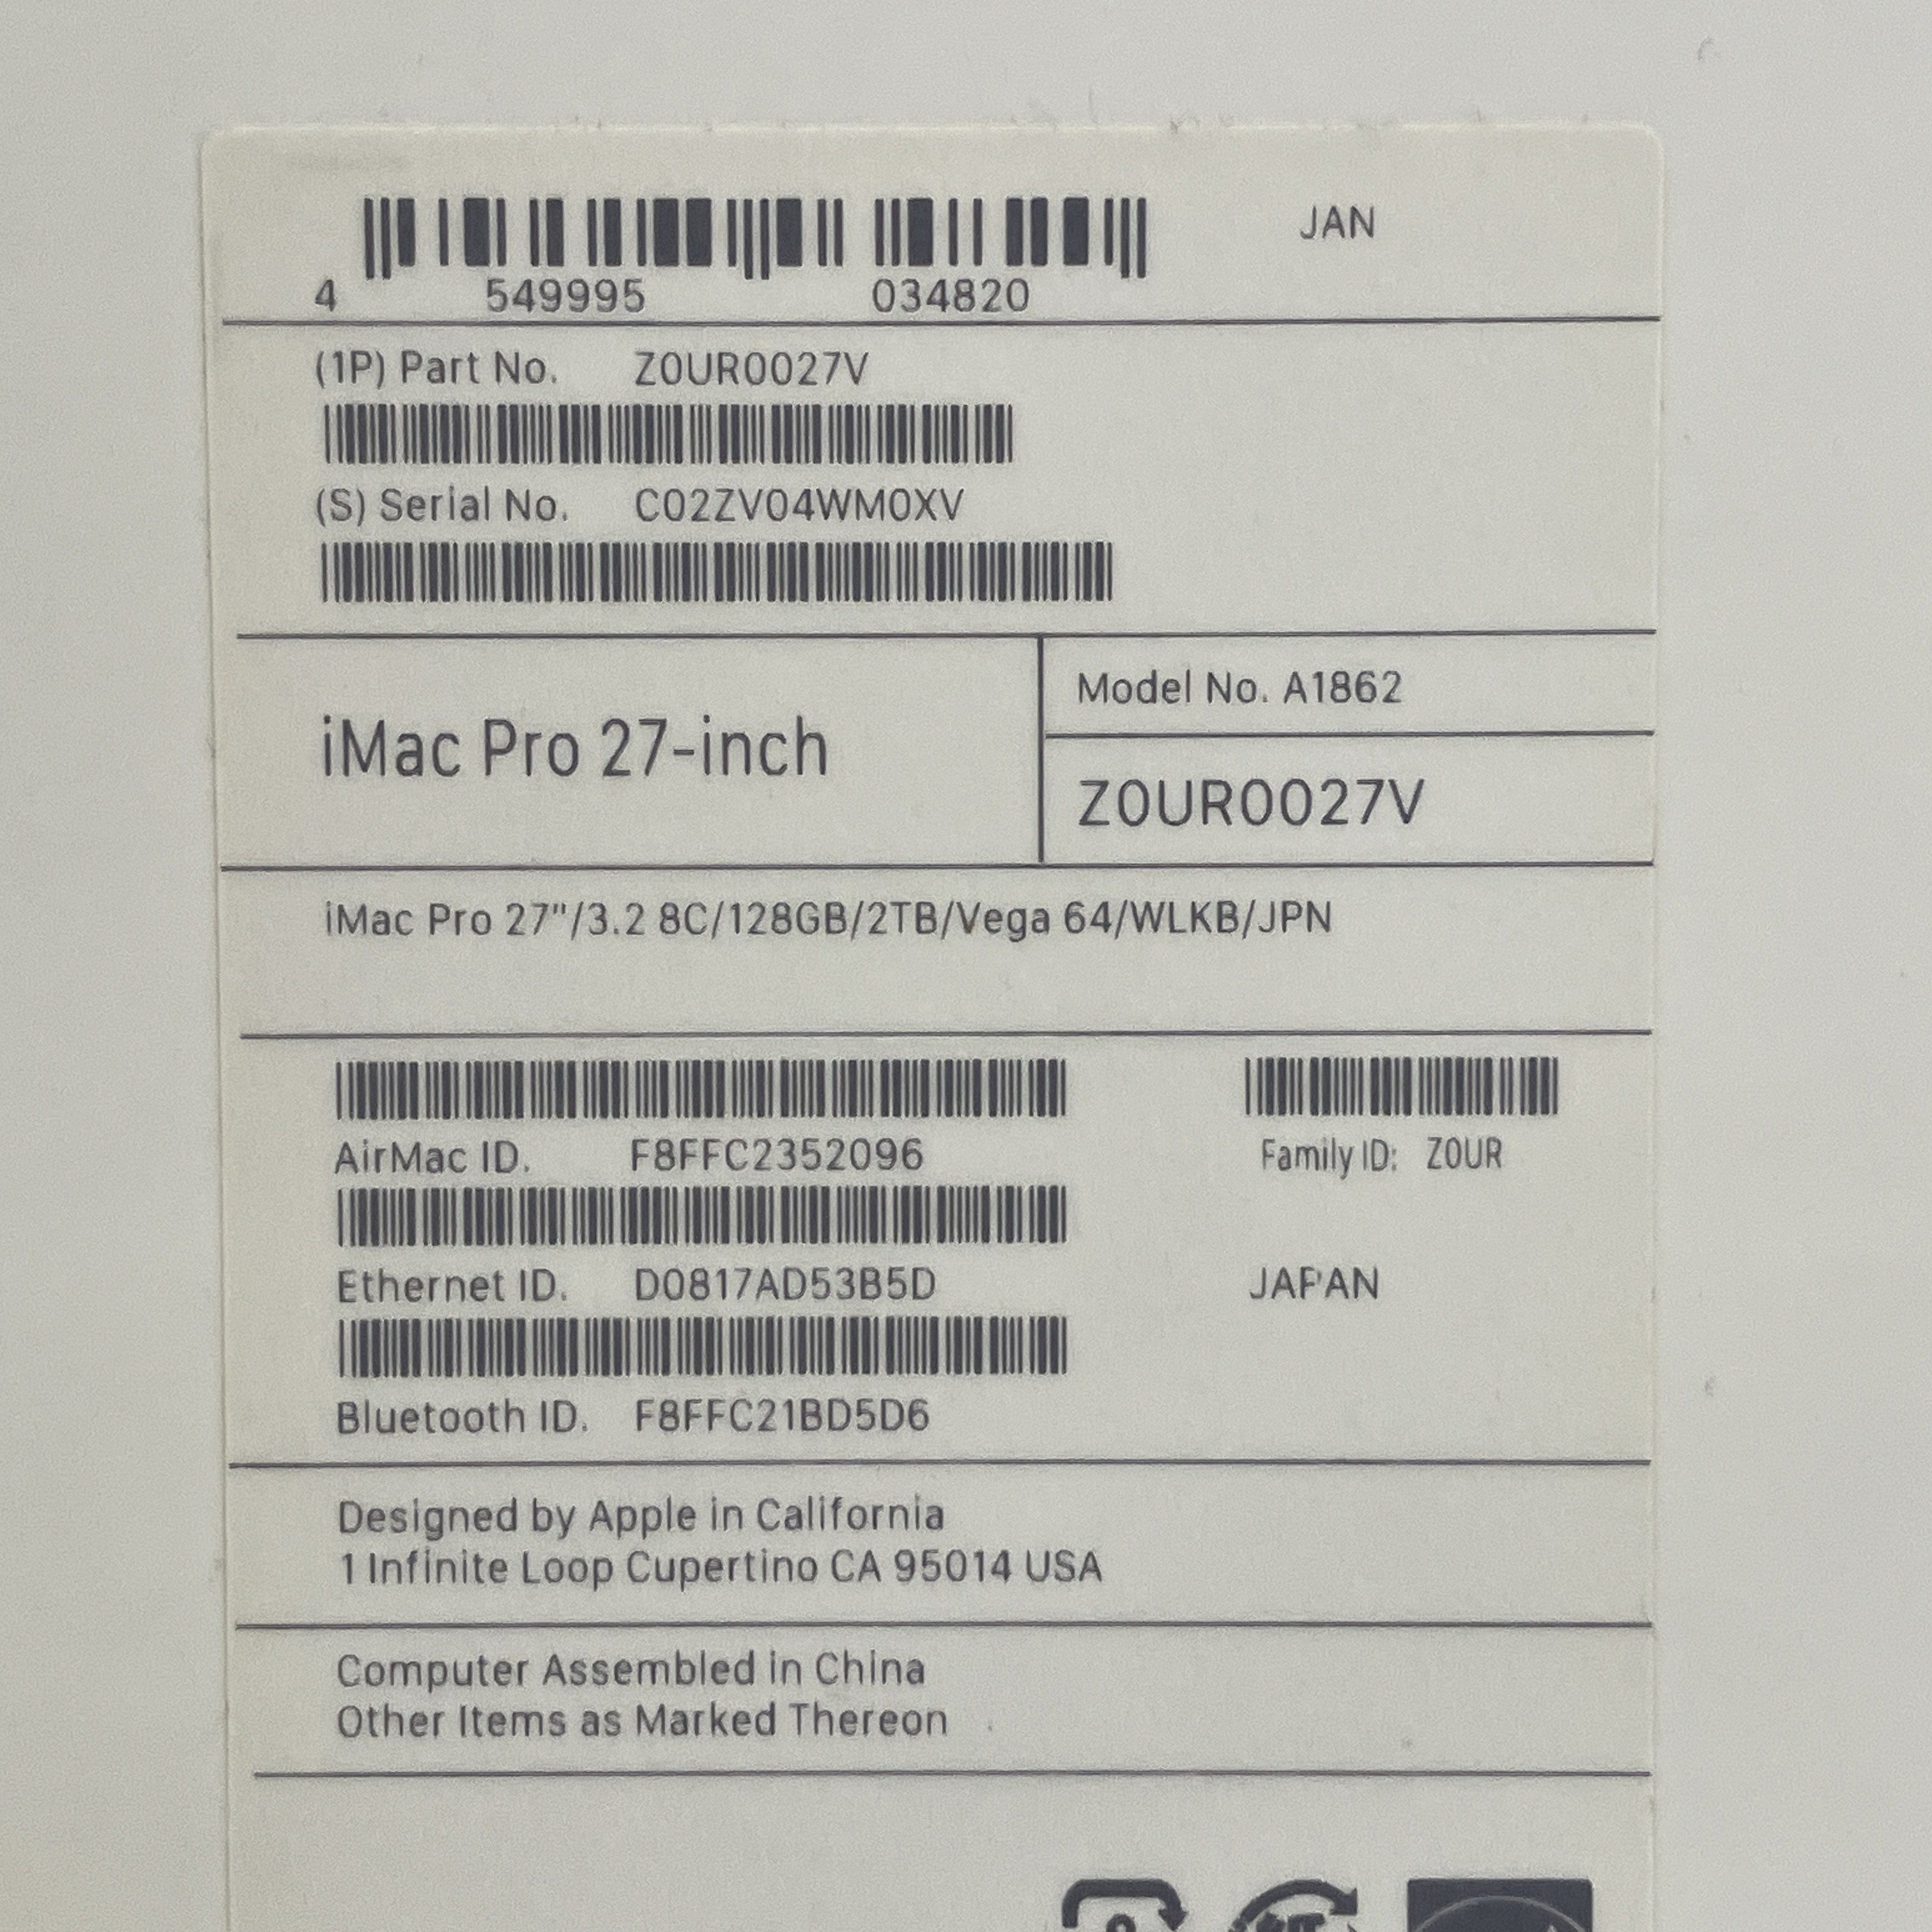 JAN
4 549995 034820
(1P) Part No. Z0UR0027V
(S) Serial No. C02ZV04WM0XV
iMac Pro 27-inch
Model No. A1862
Z0UR0027V
iMac Pro 27"/3.2 8C/128GB/2TB/Vega 64/WLKB/JPN
AirMac ID. F8FFC2352096
Family ID: Z0UR
Ethernet ID. D0817AD53B5D
JAPAN
Bluetooth ID. F8FFC21BD5D6
Designed by Apple in California
1 Infinite Loop Cupertino CA 95014 USA
Computer Assembled in China
Other Items as Marked Thereon